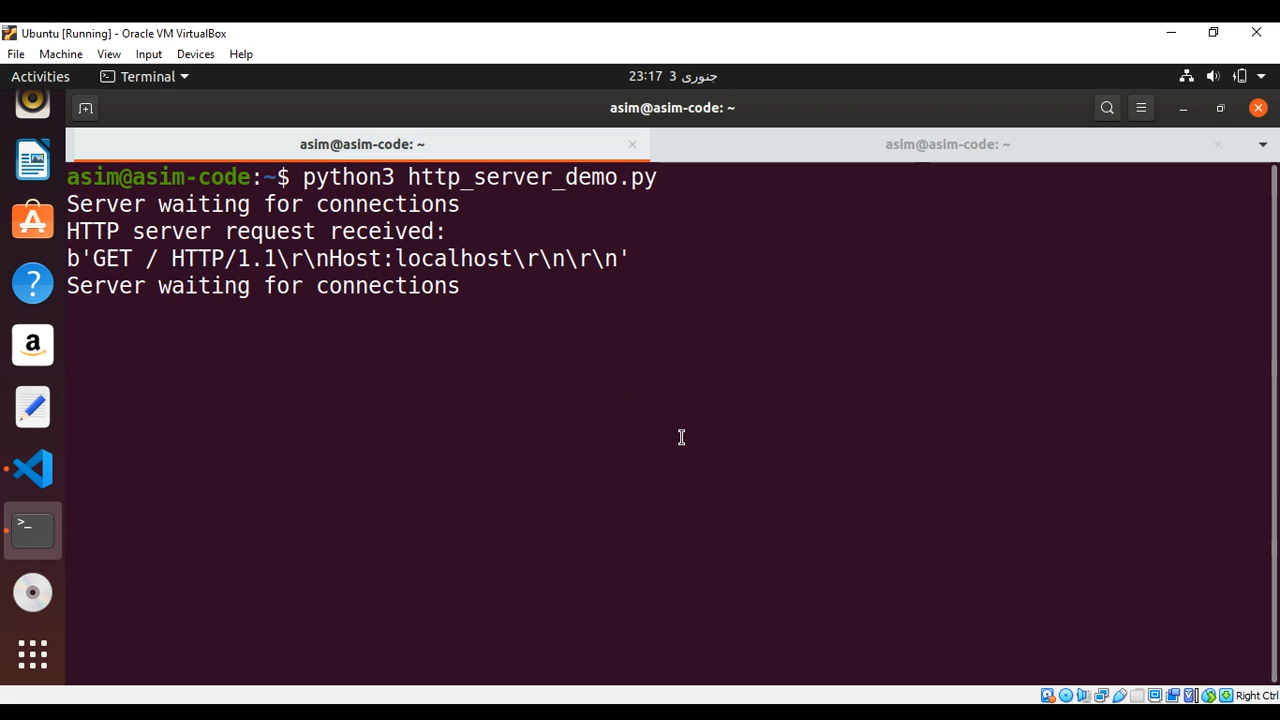 Ubuntu [Running] - Oracle VM VirtualBox
File Machine View Input Devices Help
Activities Terminal 23:17 3 جنوری
asim@asim-code: ~
asim@asim-code: ~ asim@asim-code: ~
asim@asim-code:~$ python3 http_server_demo.py
Server waiting for connections
HTTP server request received:
b'GET / HTTP/1.1\r\nHost:localhost\r\n\r\n'
Server waiting for connections
Right Ctrl